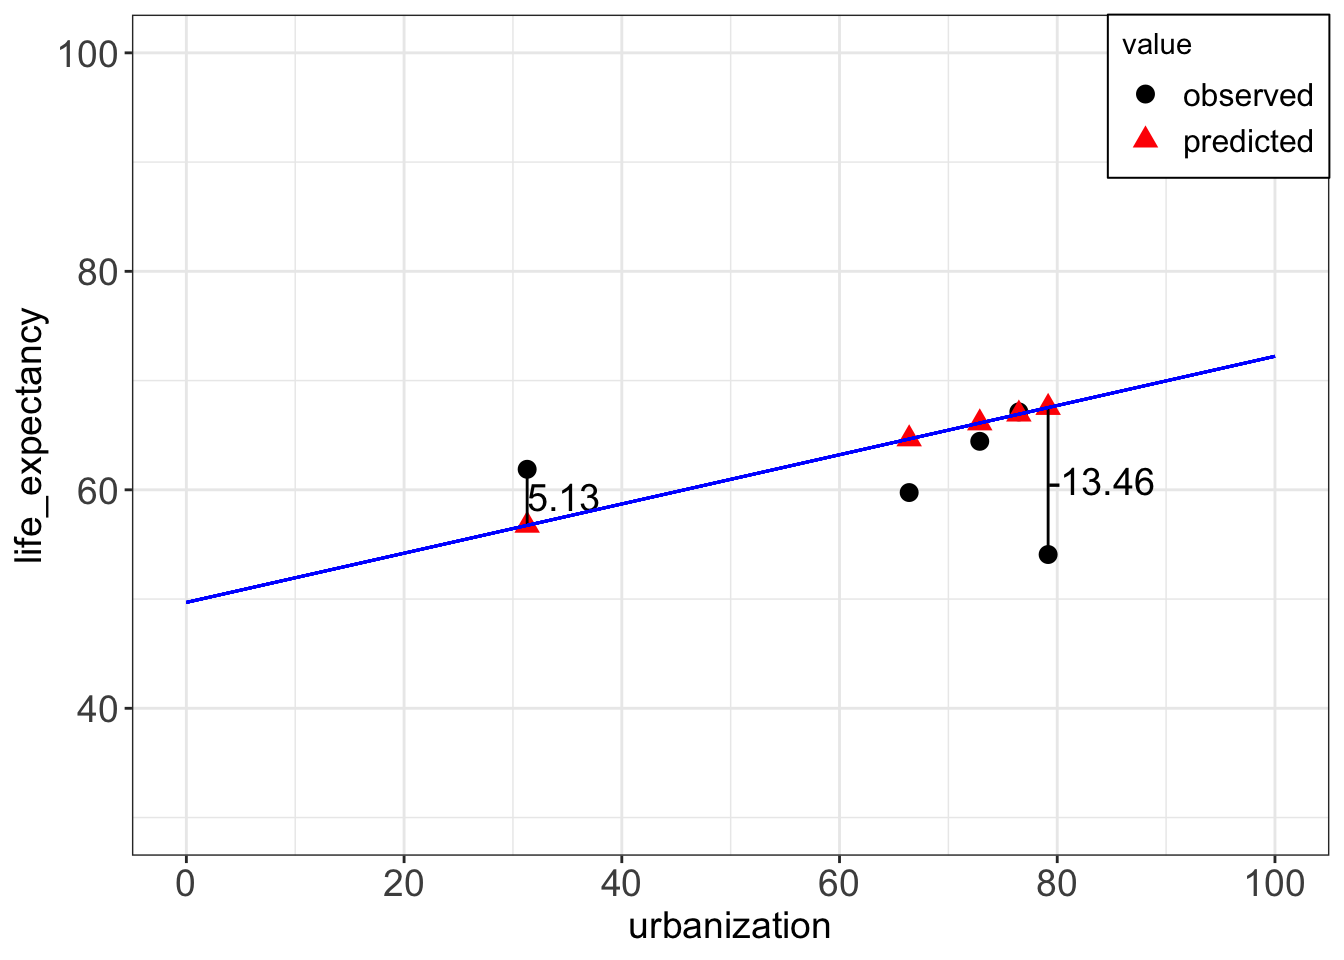 value
observed
predicted
100
80
60
40
life_expectancy
5.13
-13.46
0 20 40 60 80 100
urbanization